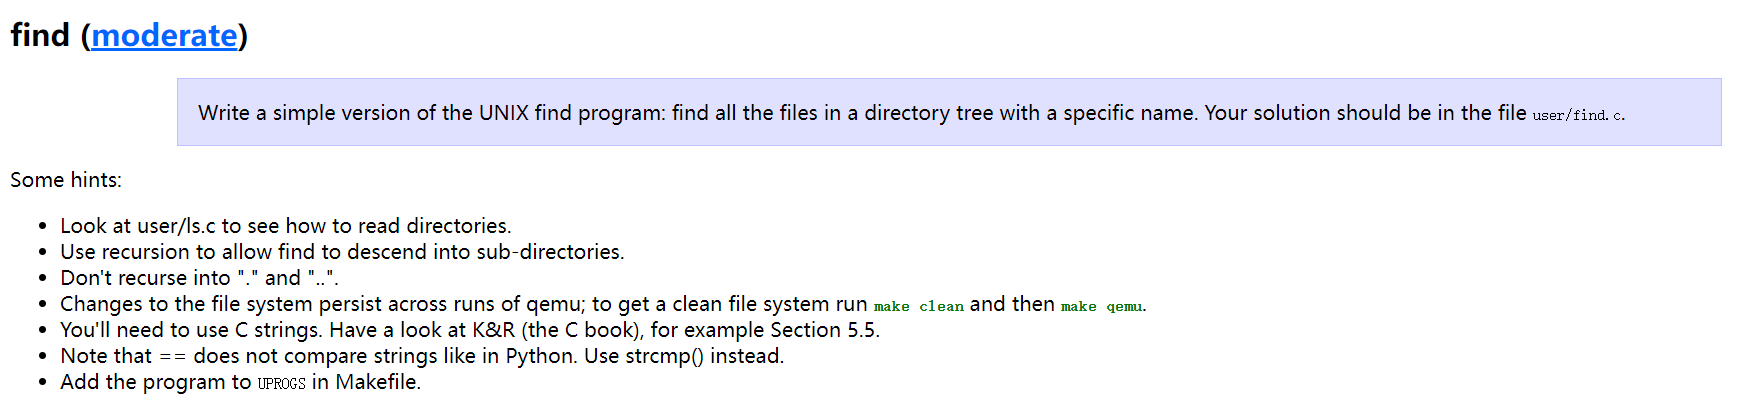 find (moderate)
Write a simple version of the UNIX find program: find all the files in a directory tree with a specific name. Your solution should be in the file user/find.c.
Some hints:
• Look at user/ls.c to see how to read directories.
• Use recursion to allow find to descend into sub-directories.
• Don't recurse into "." and "..".
• Changes to the file system persist across runs of qemu; to get a clean file system run make clean and then make qemu.
• You'll need to use C strings. Have a look at K&R (the C book), for example Section 5.5.
• Note that == does not compare strings like in Python. Use strcmp() instead.
• Add the program to UPROGS in Makefile.